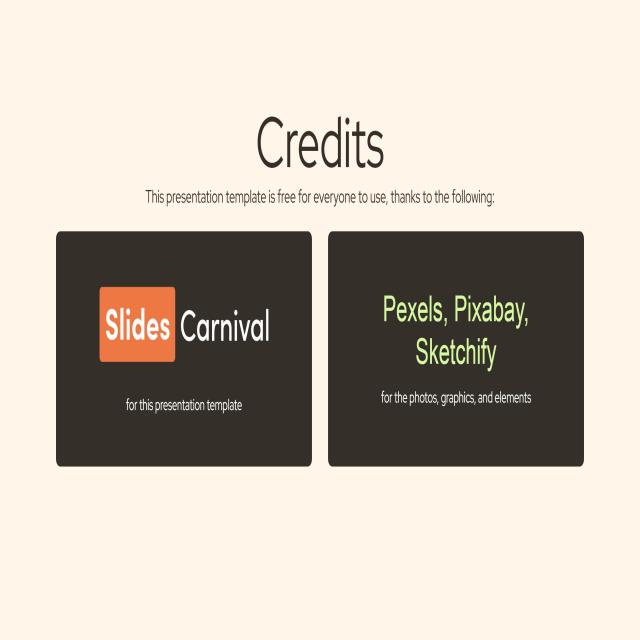 Credits
This presentation template is free for everyone to use, thanks to the following:
Slides Carnival
for this presentation template
Pexels, Pixabay,
Sketchify
for the photos, graphics, and elements